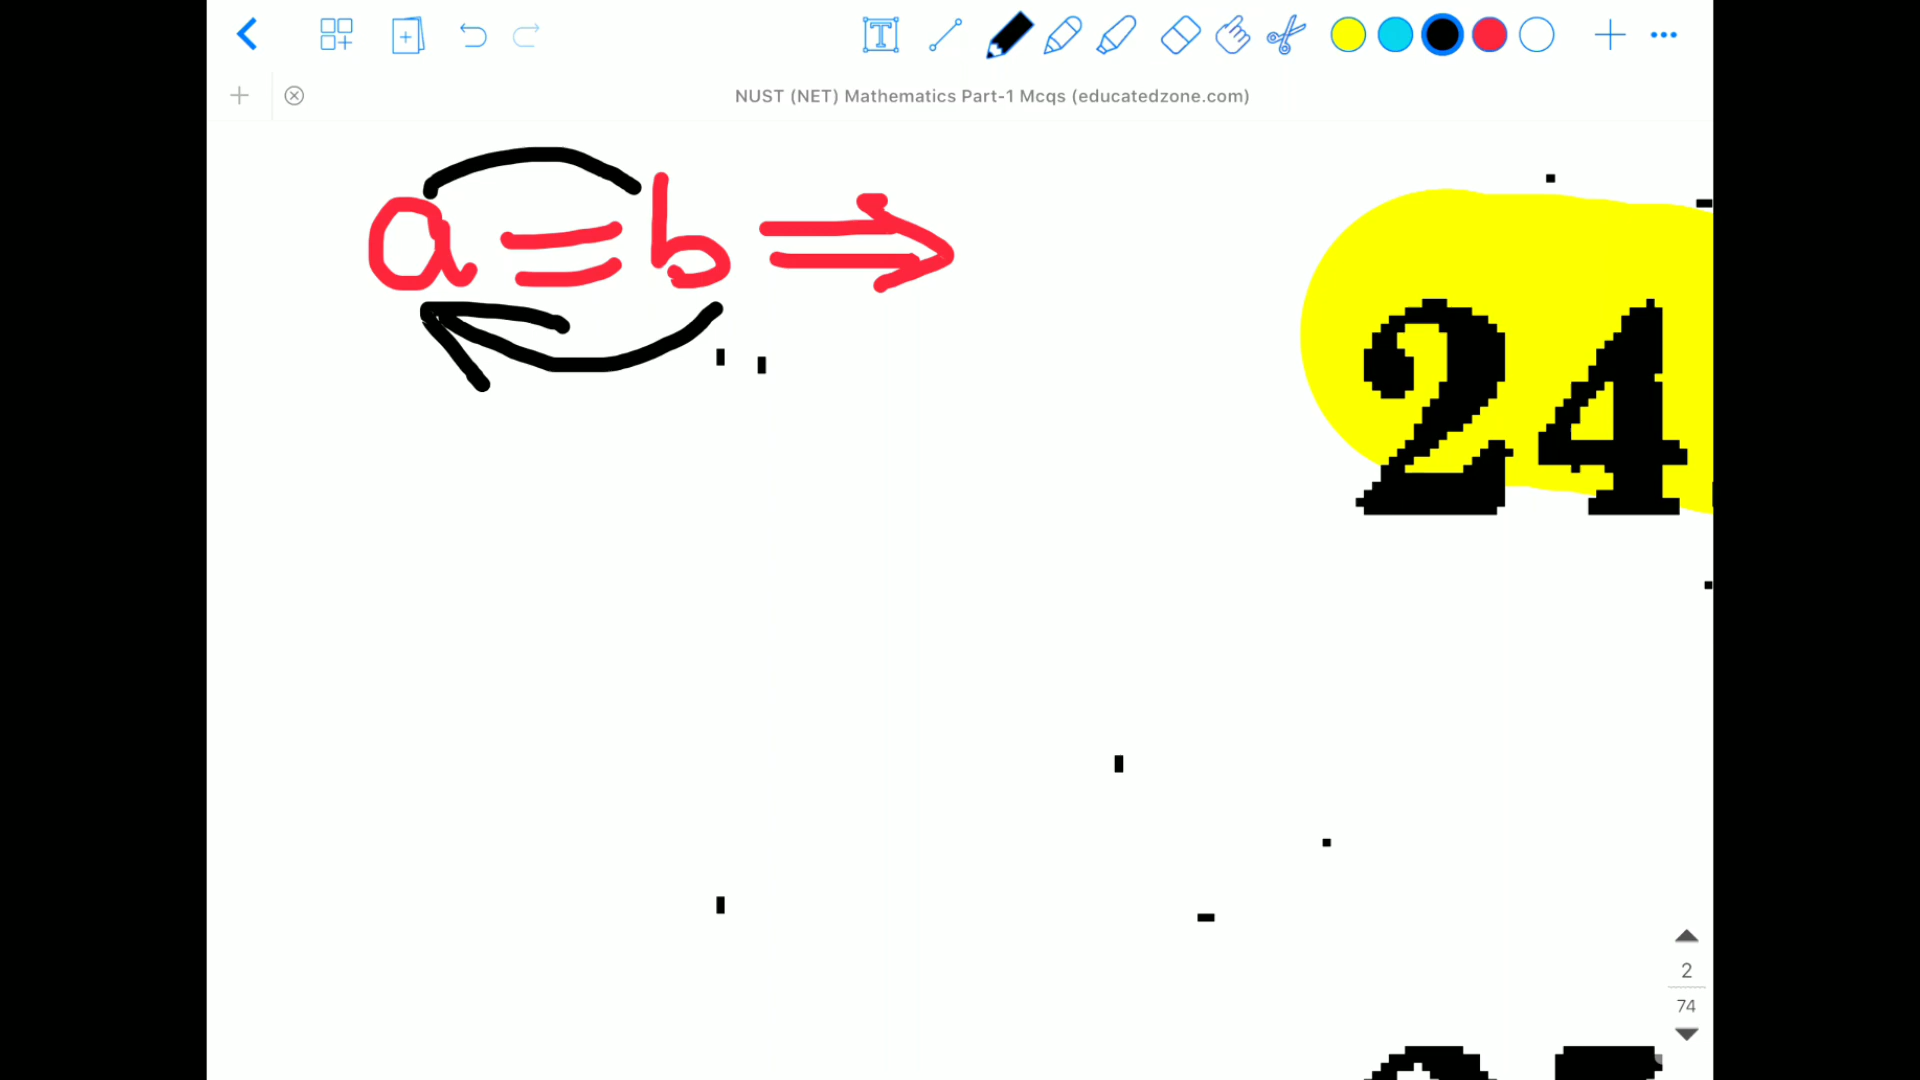 T
NUST (NET) Mathematics Part-1 Mcqs (educatedzone.com)
a = b ⇒
24
2
74